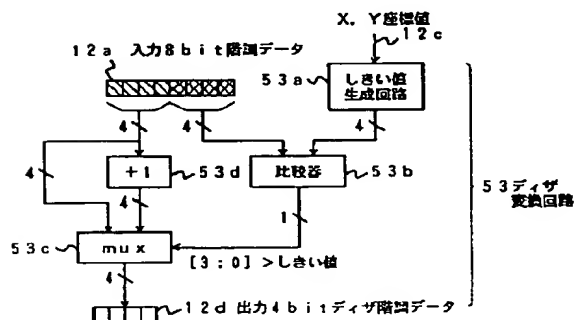 X，Y座標値
12c
12a 入力8bit階調データ
53a
しきい値
生成回路
4
4
4
4
+1
53d
比較器
53b
53ディザ
変換回路
4
1
53c
mux
[3：0]＞しきい値
4
12d 出力4bitディザ階調データ